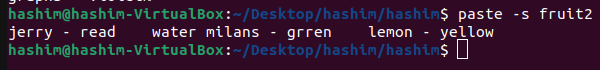 hashim@hashim-VirtualBox:~/Desktop/hashim/hashim$ paste -s fruit2
jerry - read    water milans - grren    lemon - yellow
hashim@hashim-VirtualBox:~/Desktop/hashim/hashim$